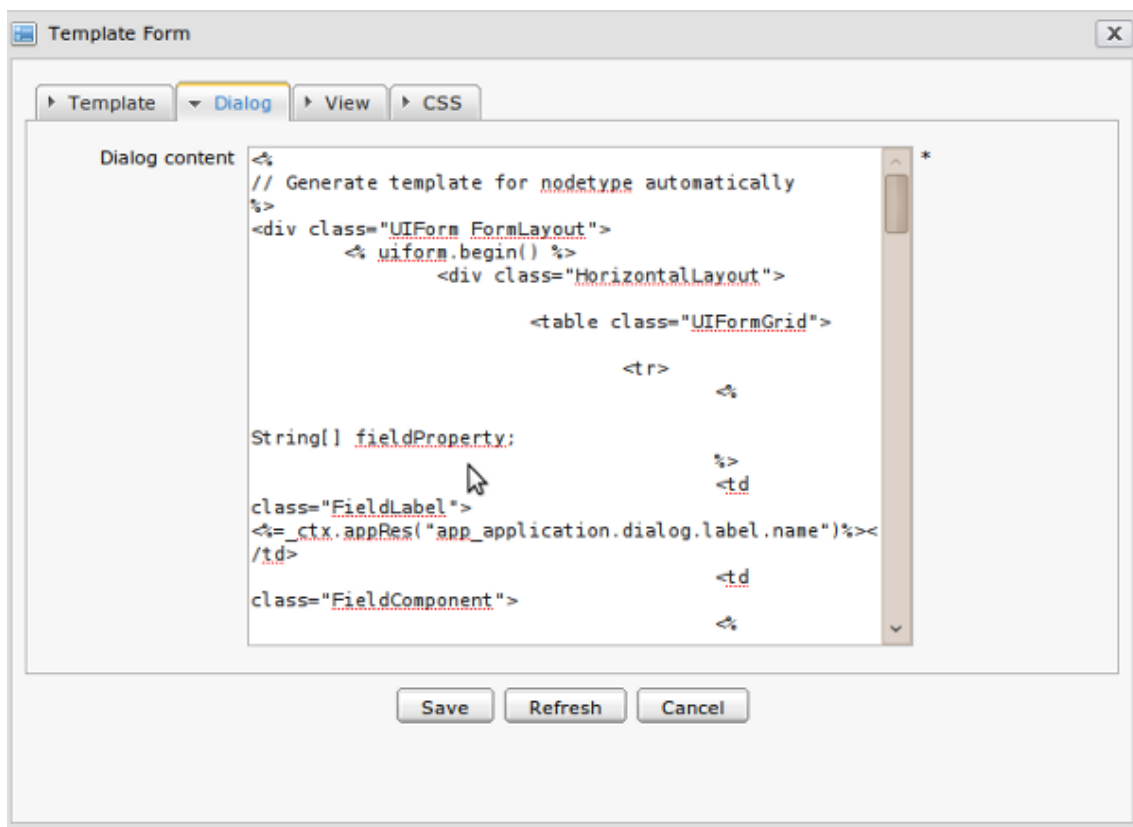 Template Form
X
Template Dialog View CSS
Dialog content <% *
// Generate template for nodetype automatically
%>
<div class="UIForm FormLayout">
<% uiform.begin() %>
<div class="HorizontalLayout">
<table class="UIFormGrid">
<tr>
<%
String[] fieldProperty;
%>
<td
class="FieldLabel">
<%=_ctx.appRes("app_application.dialog.label.name")%><
/td>
<td
class="FieldComponent">
<%
Save Refresh Cancel